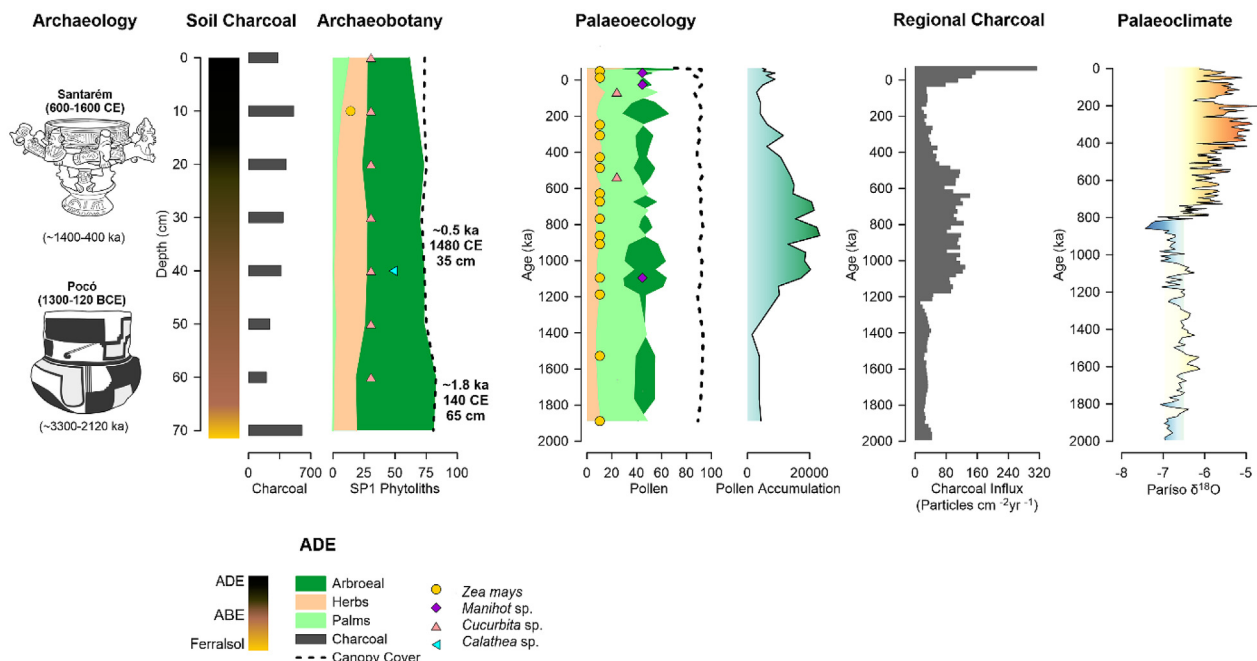 Archaeology
Soil Charcoal
Archaeobotany
Palaeoecology
Regional Charcoal
Palaeoclimate
Santarém
(600-1600 CE)
(~1400-400 ka)
Pocó
(1300-120 BCE)
(~3300-2120 ka)
Depth (cm)
0
10
20
30
40
50
60
70
0
700
Charcoal
~0.5 ka
1480 CE
35 cm
~1.8 ka
140 CE
65 cm
0
25
50
75
100
SP1 Phytoliths
Age (ka)
0
200
400
600
800
1000
1200
1400
1600
1800
2000
0
20
40
60
80
100
Pollen
0
20000
Pollen Accumulation
Age (ka)
0
200
400
600
800
1000
1200
1400
1600
1800
2000
0
80
160
240
320
Charcoal Influx
(Particles cm ⁻²yr ⁻¹)
Age (ka)
0
200
400
600
800
1000
1200
1400
1600
1800
2000
-8
-7
-6
-5
Paríso δ¹⁸O
ADE
ADE
ABE
Ferralsol
Arbroeal
Herbs
Palms
Charcoal
Canopy Cover
Zea mays
Manihot sp.
Cucurbita sp.
Calathea sp.